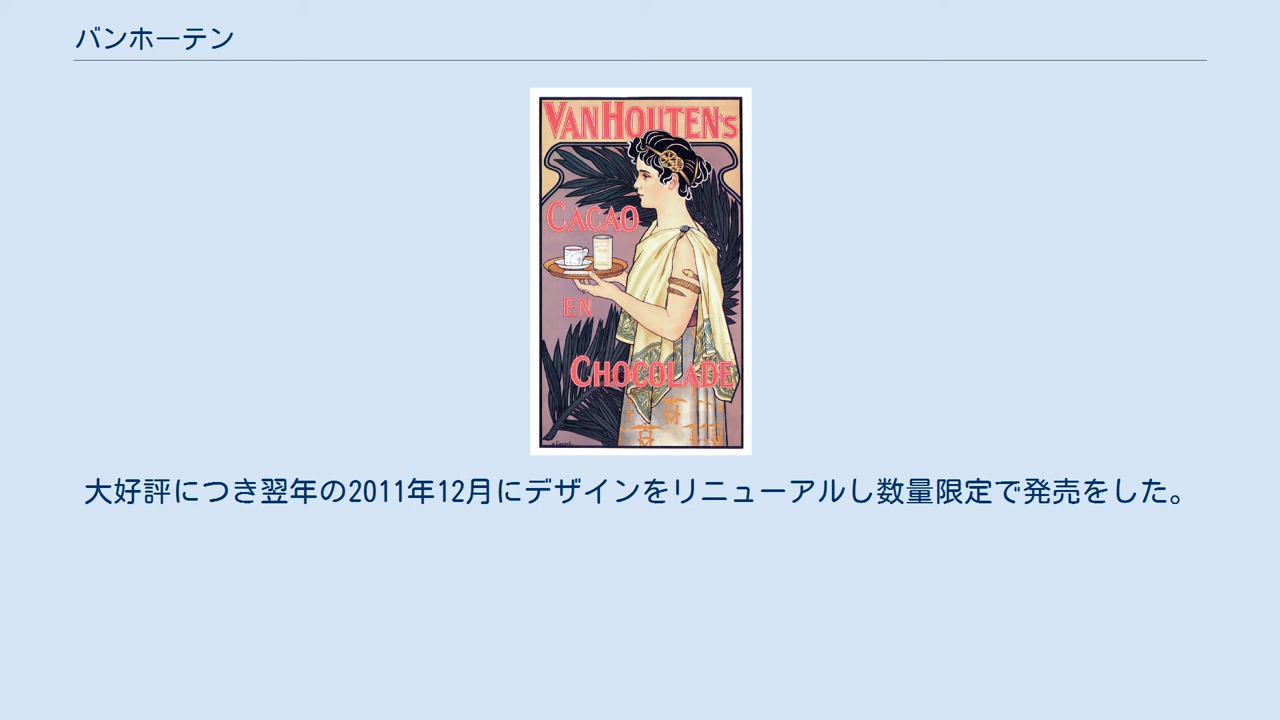 バンホーテン
VAN HOUTEN'S
CACAO
EN
CHOCOLADE
大好評につき翌年の2011年12月にデザインをリニューアルし数量限定で発売をした。